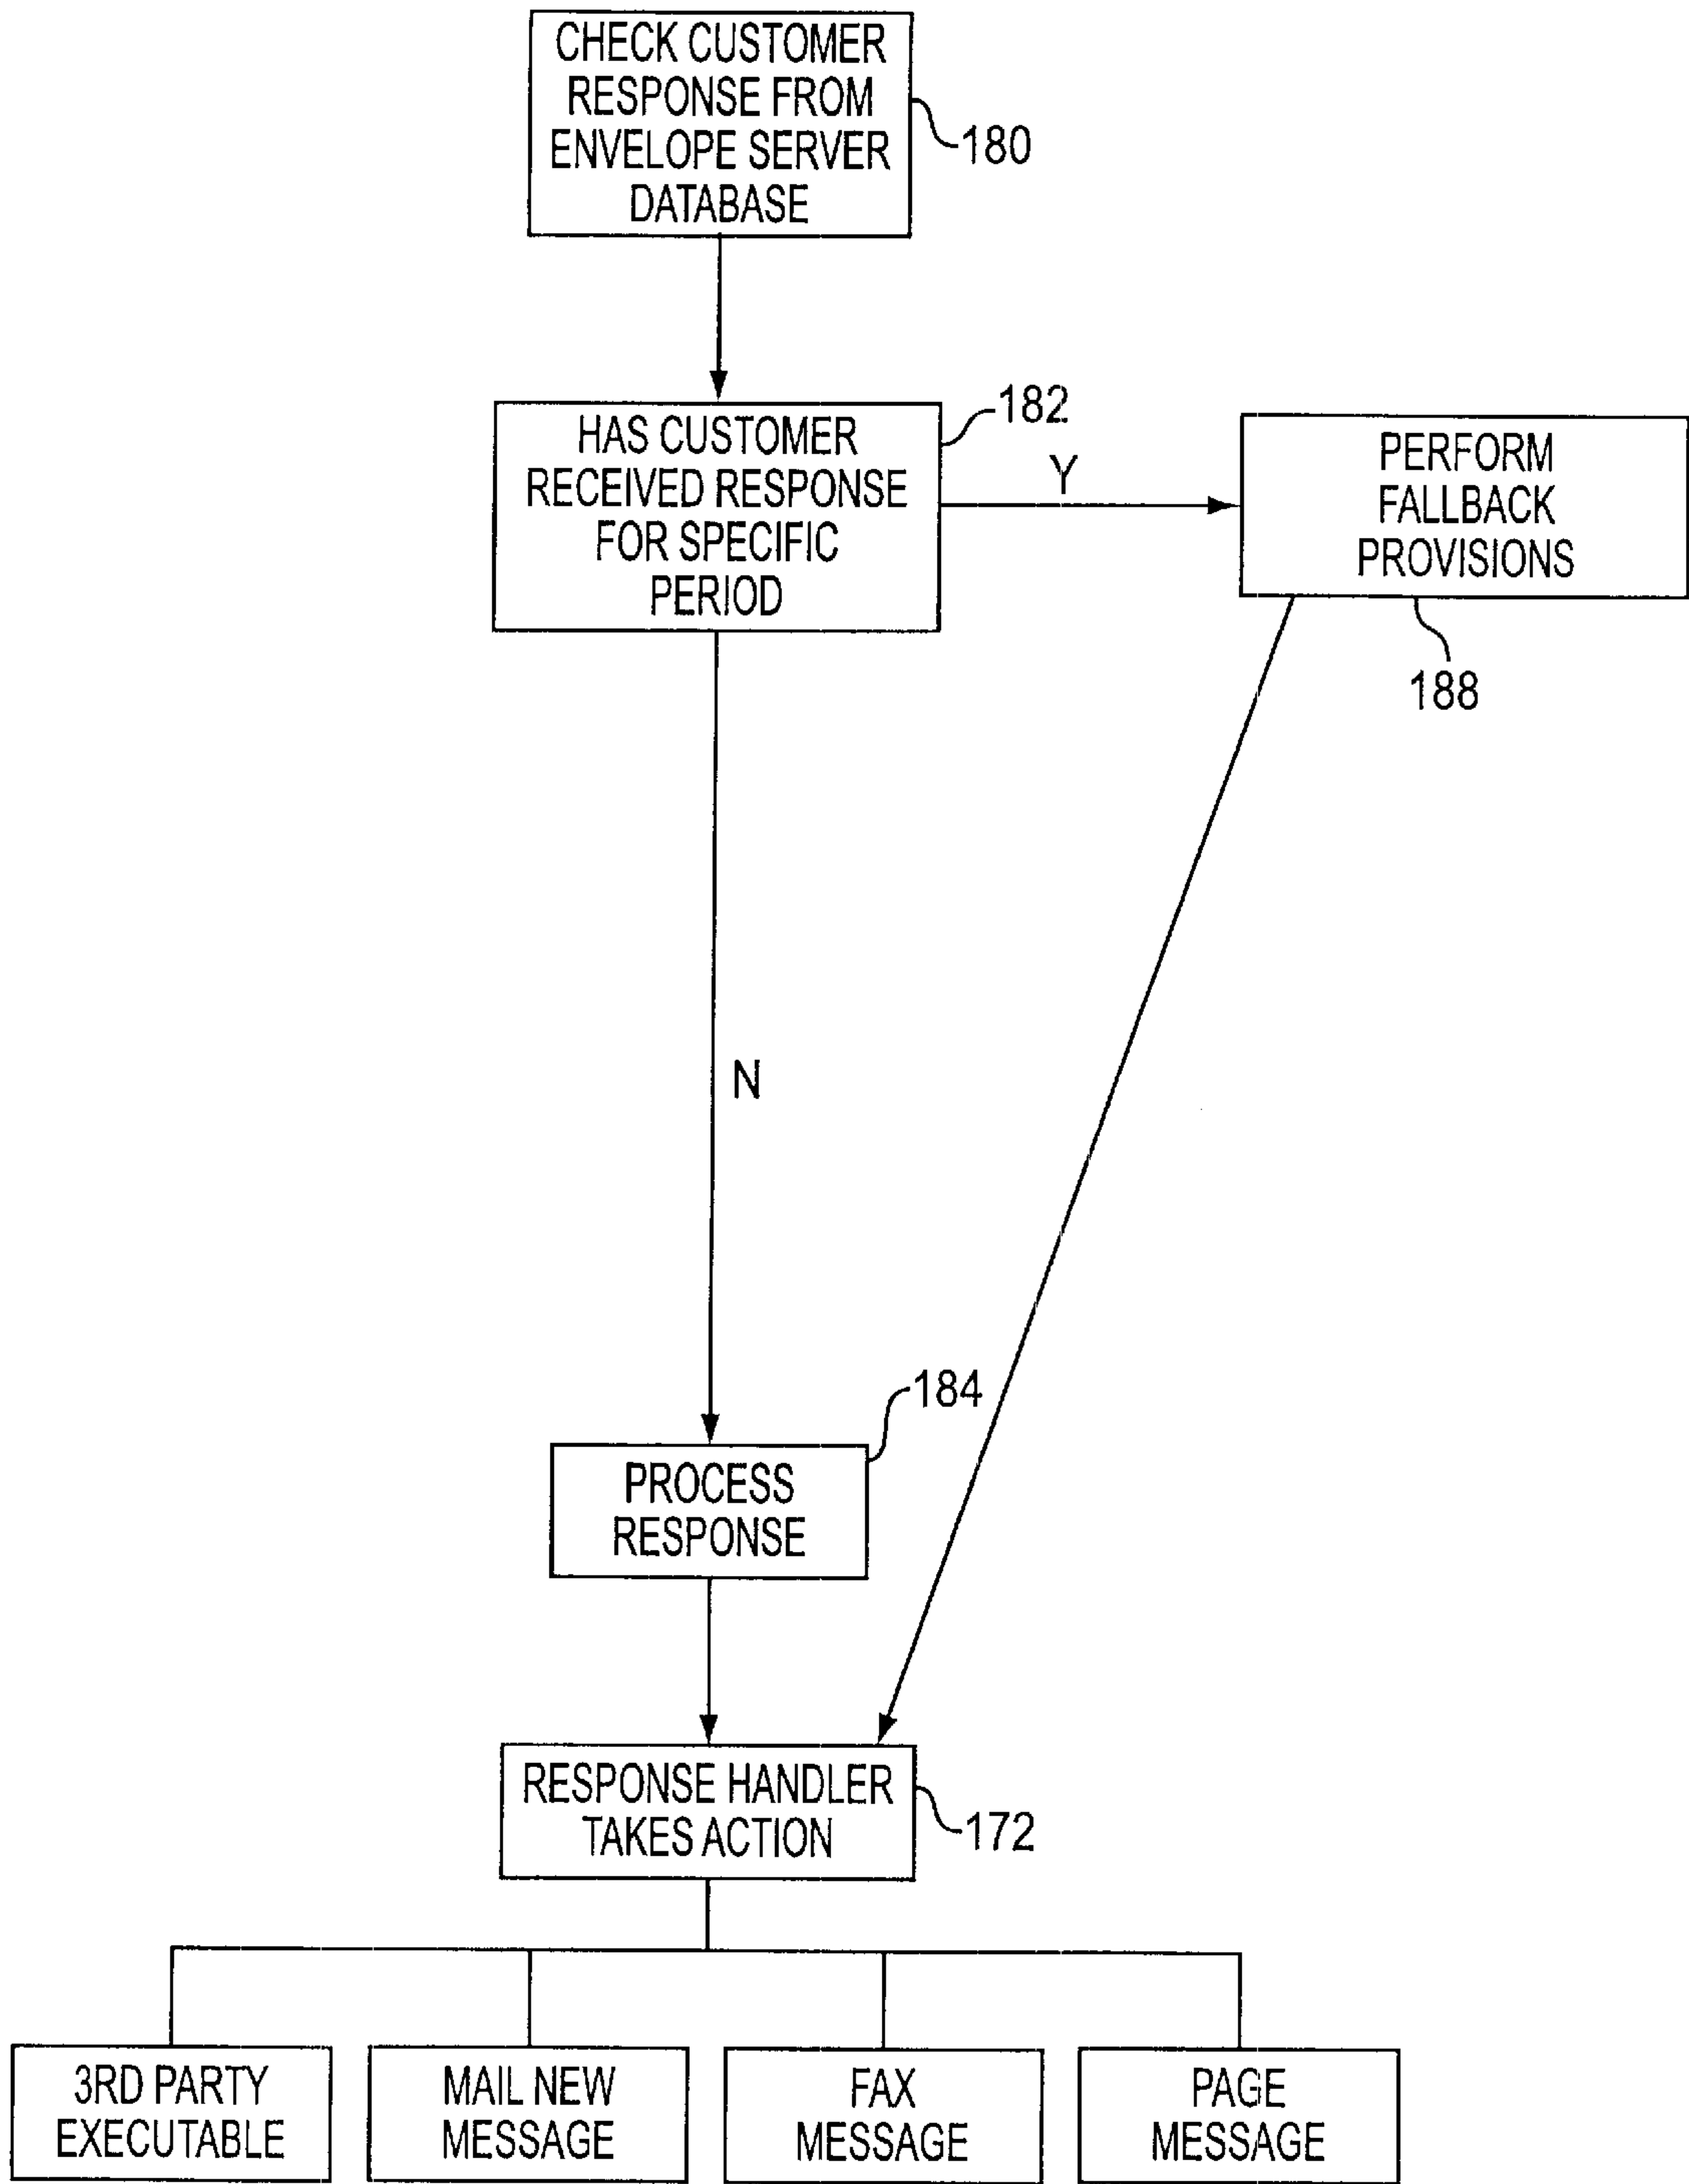 CHECK CUSTOMER
RESPONSE FROM
ENVELOPE SERVER
DATABASE
180
HAS CUSTOMER
RECEIVED RESPONSE
FOR SPECIFIC
PERIOD
182
Y
PERFORM
FALLBACK
PROVISIONS
188
N
184
PROCESS
RESPONSE
RESPONSE HANDLER
TAKES ACTION
172
3RD PARTY
EXECUTABLE
MAIL NEW
MESSAGE
FAX
MESSAGE
PAGE
MESSAGE